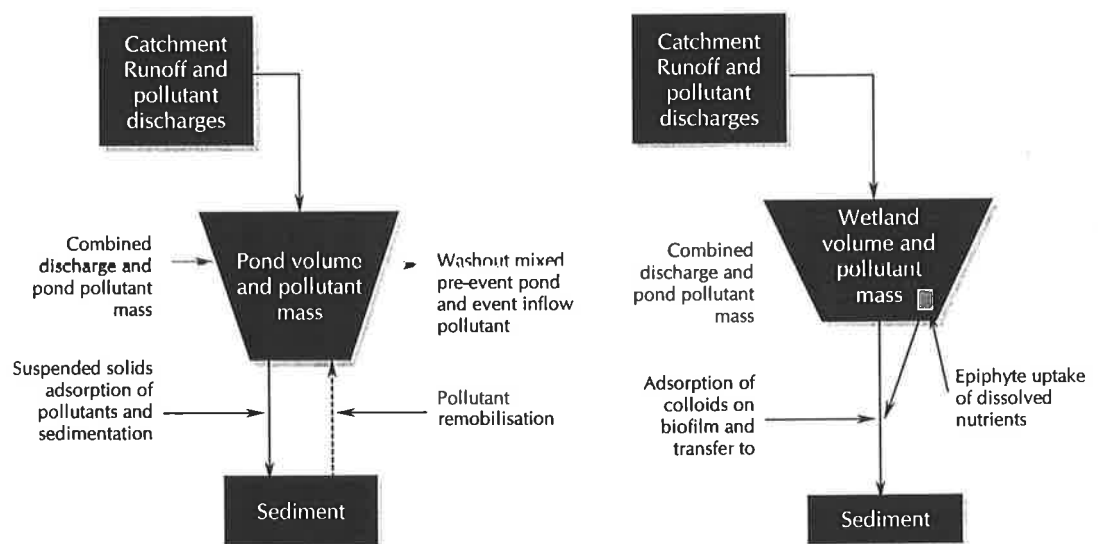 Catchment
Runoff and
pollutant
discharges
Combined
discharge and
pond pollutant
mass
Pond volume
and pollutant
mass
Washout mixed
pre-event pond
and event inflow
pollutant
Suspended solids
adsorption of
pollutants and
sedimentation
Pollutant
remobilisation
Sediment
Catchment
Runoff and
pollutant
discharges
Combined
discharge and
pond pollutant
mass
Wetland
volume and
pollutant
mass
Adsorption of
colloids on
biofilm and
transfer to
Epiphyte uptake
of dissolved
nutrients
Sediment